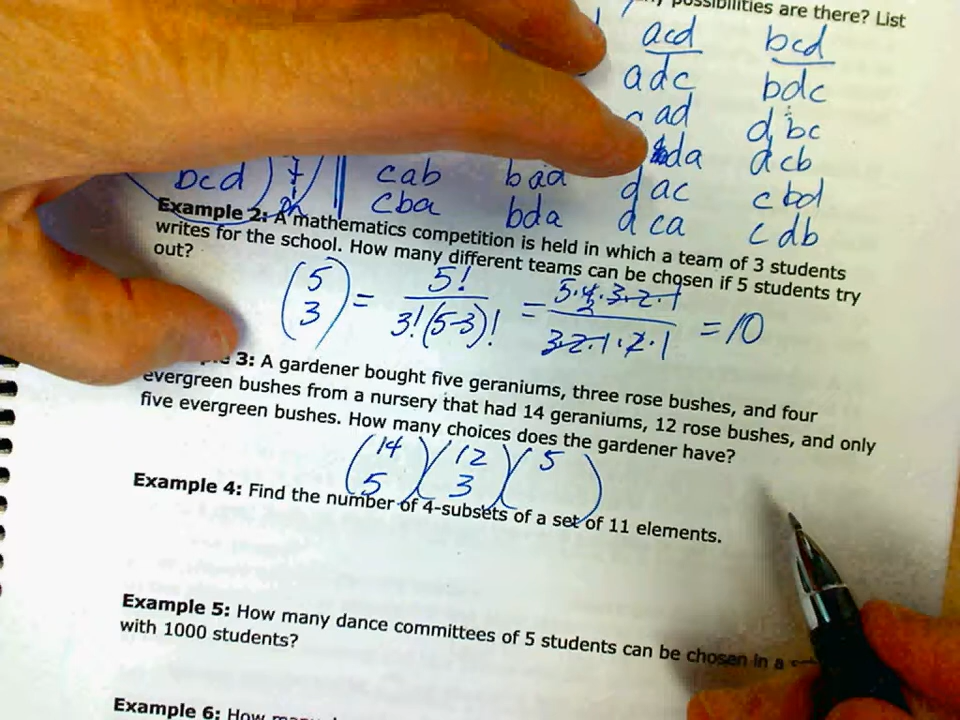 possibilities are there? List
acd bcd
adc bdc
ad dbc
da dcb
bcd cab bad dac cbd
cba bda dca cdb
Example 2: A mathematics competition is held in which a team of 3 students
writes for the school. How many different teams can be chosen if 5 students try
out?
(5 3) = 5! / 3!(5-3)! = 5·4·3·2·1 / 3·2·1·2·1 = 10
3: A gardener bought five geraniums, three rose bushes, and four
evergreen bushes from a nursery that had 14 geraniums, 12 rose bushes, and only
five evergreen bushes. How many choices does the gardener have?
(14 5)(12 3)(5 )
Example 4: Find the number of 4-subsets of a set of 11 elements.
Example 5: How many dance committees of 5 students can be chosen in a
with 1000 students?
Example 6: How